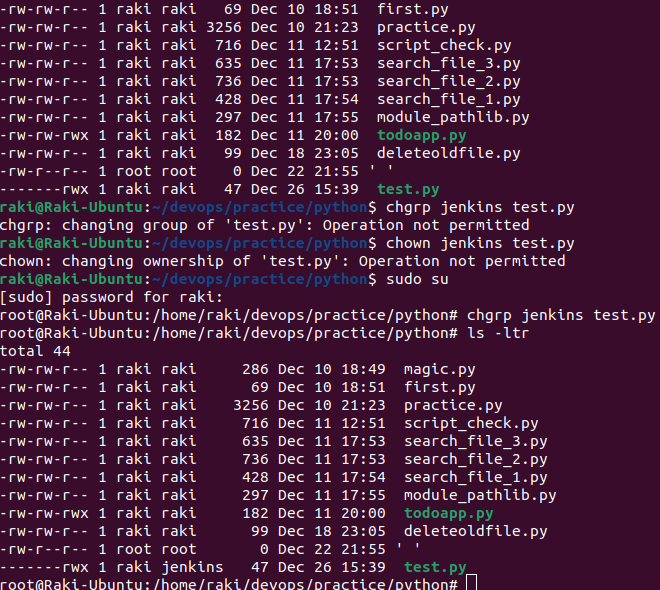 -rw-rw-r-- 1 raki raki   69 Dec 10 18:51  first.py
-rw-rw-r-- 1 raki raki 3256 Dec 10 21:23  practice.py
-rw-rw-r-- 1 raki raki  716 Dec 11 12:51  script_check.py
-rw-rw-r-- 1 raki raki  635 Dec 11 17:53  search_file_3.py
-rw-rw-r-- 1 raki raki  736 Dec 11 17:53  search_file_2.py
-rw-rw-r-- 1 raki raki  428 Dec 11 17:54  search_file_1.py
-rw-rw-r-- 1 raki raki  297 Dec 11 17:55  module_pathlib.py
-rw-rw-rwx 1 raki raki  182 Dec 11 20:00  todoapp.py
-rw-rw-r-- 1 raki raki   99 Dec 18 23:05  deleteoldfile.py
-rw-r--r-- 1 root root    0 Dec 22 21:55 ' '
-------rwx 1 raki raki   47 Dec 26 15:39  test.py
raki@Raki-Ubuntu:~/devops/practice/python$ chgrp jenkins test.py
chgrp: changing group of 'test.py': Operation not permitted
raki@Raki-Ubuntu:~/devops/practice/python$ chown jenkins test.py
chown: changing ownership of 'test.py': Operation not permitted
raki@Raki-Ubuntu:~/devops/practice/python$ sudo su
[sudo] password for raki:
root@Raki-Ubuntu:/home/raki/devops/practice/python# chgrp jenkins test.py
root@Raki-Ubuntu:/home/raki/devops/practice/python# ls -ltr
total 44
-rw-rw-r-- 1 raki raki     286 Dec 10 18:49  magic.py
-rw-rw-r-- 1 raki raki      69 Dec 10 18:51  first.py
-rw-rw-r-- 1 raki raki    3256 Dec 10 21:23  practice.py
-rw-rw-r-- 1 raki raki     716 Dec 11 12:51  script_check.py
-rw-rw-r-- 1 raki raki     635 Dec 11 17:53  search_file_3.py
-rw-rw-r-- 1 raki raki     736 Dec 11 17:53  search_file_2.py
-rw-rw-r-- 1 raki raki     428 Dec 11 17:54  search_file_1.py
-rw-rw-r-- 1 raki raki     297 Dec 11 17:55  module_pathlib.py
-rw-rw-rwx 1 raki raki     182 Dec 11 20:00  todoapp.py
-rw-rw-r-- 1 raki raki      99 Dec 18 23:05  deleteoldfile.py
-rw-r--r-- 1 root root       0 Dec 22 21:55 ' '
-------rwx 1 raki jenkins   47 Dec 26 15:39  test.py
root@Raki-Ubuntu:/home/raki/devops/practice/python#